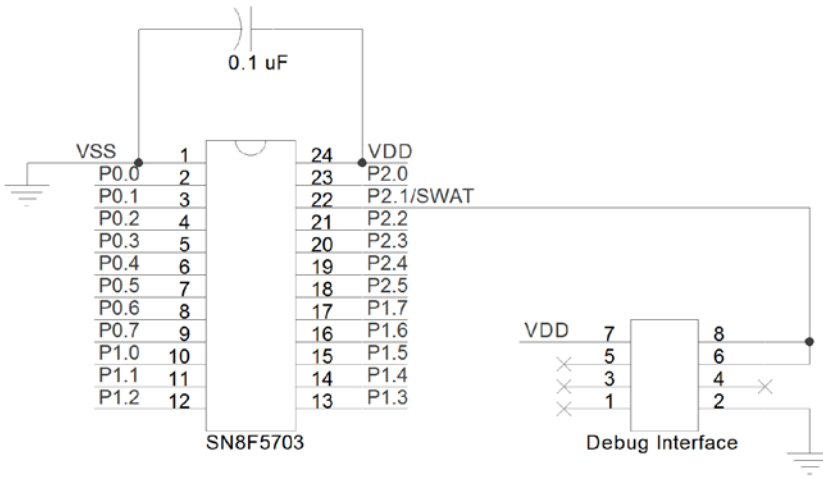 0.1 uF
VSS 1 24 VDD
P0.0 2 23 P2.0
P0.1 3 22 P2.1/SWAT
P0.2 4 21 P2.2
P0.3 5 20 P2.3
P0.4 6 19 P2.4
P0.5 7 18 P2.5
P0.6 8 17 P1.7
P0.7 9 16 P1.6
P1.0 10 15 P1.5
P1.1 11 14 P1.4
P1.2 12 13 P1.3
SN8F5703
VDD 7 8
5 6
3 4
1 2
Debug Interface